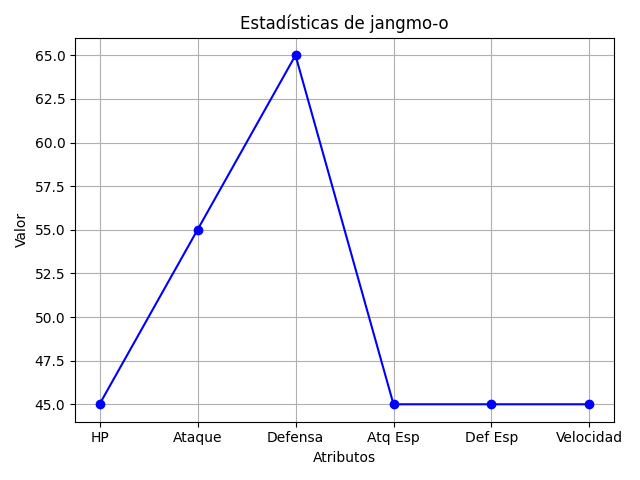 Estadísticas de jangmo-o
Valor
65.0
62.5
60.0
57.5
55.0
52.5
50.0
47.5
45.0
HP Ataque Defensa Atq Esp Def Esp Velocidad
Atributos